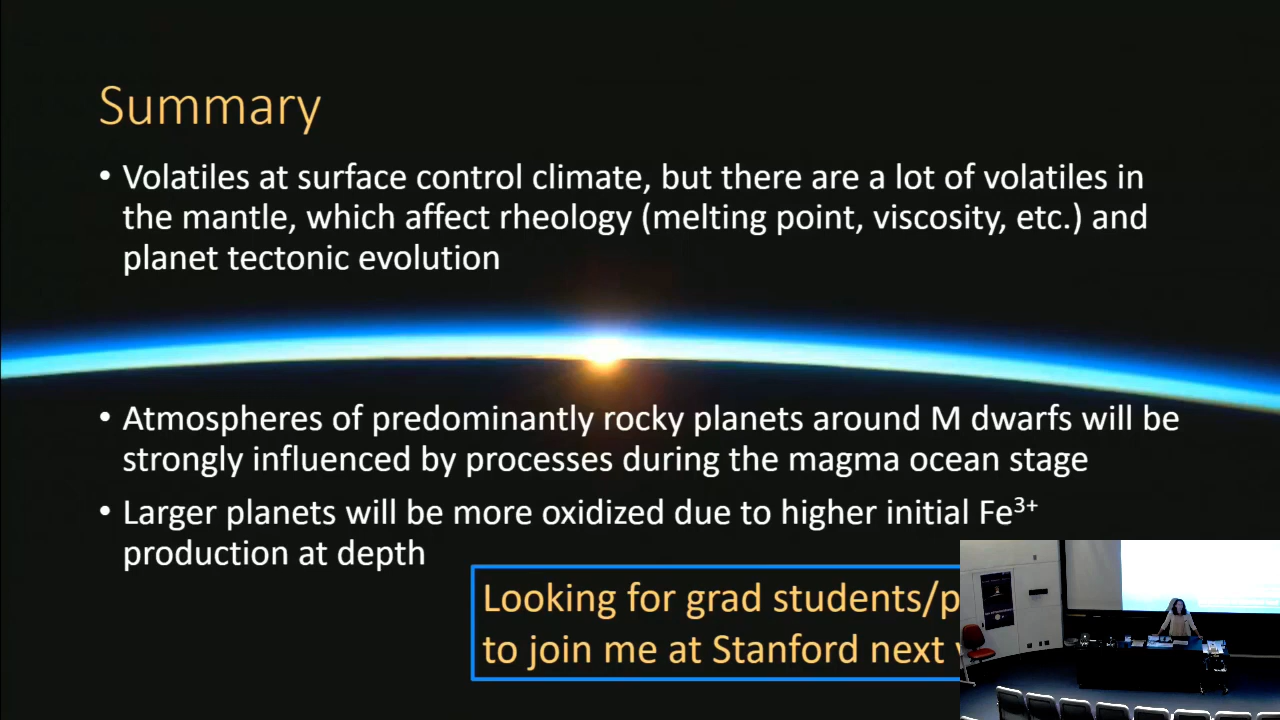 Summary
• Volatiles at surface control climate, but there are a lot of volatiles in
the mantle, which affect rheology (melting point, viscosity, etc.) and
planet tectonic evolution
• Atmospheres of predominantly rocky planets around M dwarfs will be
strongly influenced by processes during the magma ocean stage
• Larger planets will be more oxidized due to higher initial Fe³⁺
production at depth
Looking for grad students/
to join me at Stanford next